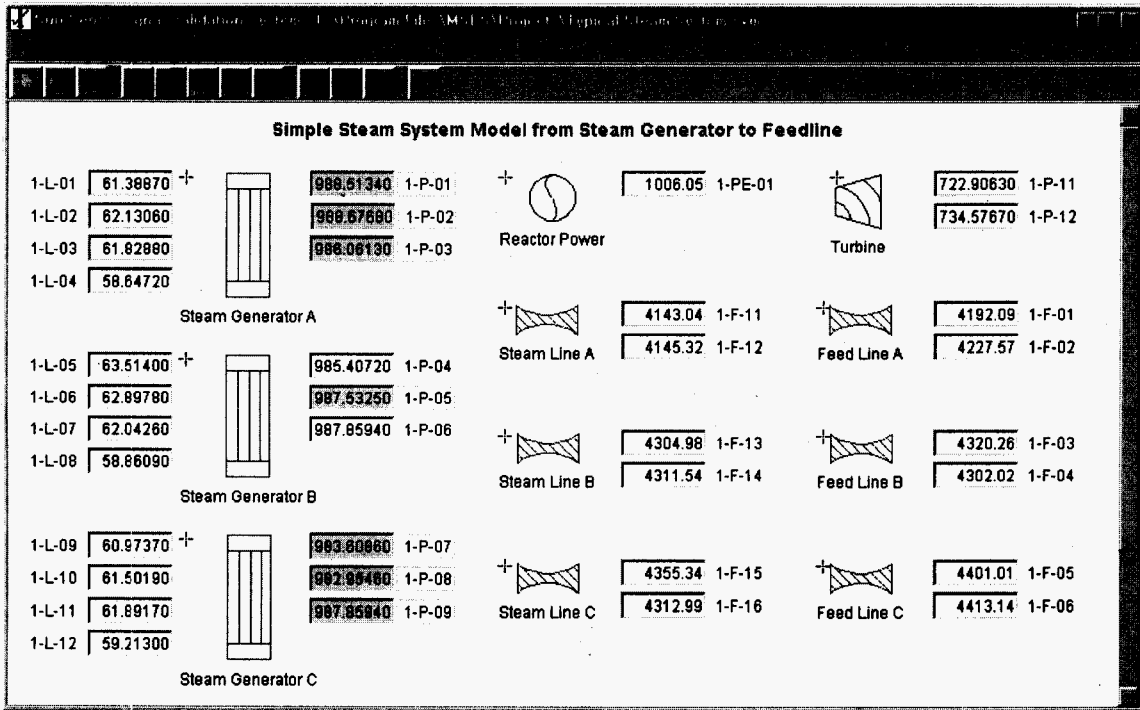 Simple Steam System Model from Steam Generator to Feedline
1-L-01 61.38870
1-L-02 62.13060
1-L-03 61.82880
1-L-04 58.64720
1-P-01
1-P-02
1-P-03
Steam Generator A
Reactor Power
1006.05 1-PE-01
Turbine
722.90630 1-P-11
734.57670 1-P-12
Steam Line A
4143.04 1-F-11
4145.32 1-F-12
Feed Line A
4192.09 1-F-01
4227.57 1-F-02
1-L-05 63.51400
1-L-06 62.89780
1-L-07 62.04260
1-L-08 58.86090
985.40720 1-P-04
987.53250 1-P-05
987.85940 1-P-06
Steam Generator B
Steam Line B
4304.98 1-F-13
4311.54 1-F-14
Feed Line B
4320.26 1-F-03
4302.02 1-F-04
1-L-09 60.97370
1-L-10 61.50190
1-L-11 61.89170
1-L-12 59.21300
1-P-07
1-P-08
987.85940 1-P-09
Steam Generator C
Steam Line C
4355.34 1-F-15
4312.99 1-F-16
Feed Line C
4401.01 1-F-05
4413.14 1-F-06